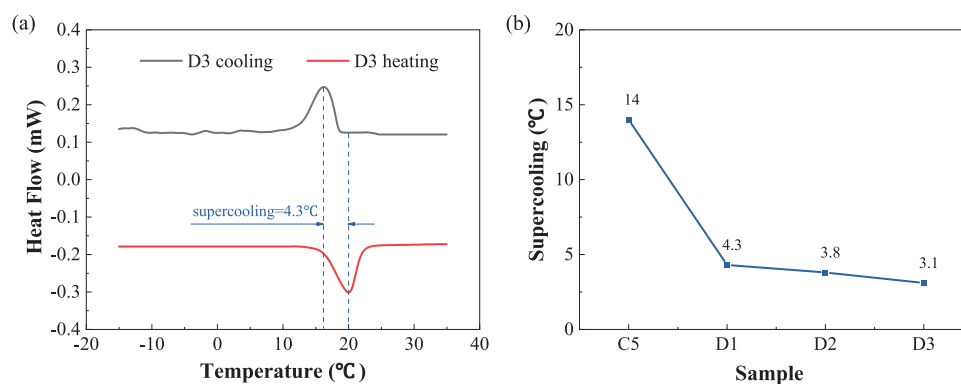 (a)
D3 cooling
D3 heating
supercooling=4.3℃
Heat Flow (mW)
0.4
0.3
0.2
0.1
0.0
-0.1
-0.2
-0.3
-0.4
-20
-10
0
10
20
30
40
Temperature (℃)
(b)
Supercooling (℃)
20
15
10
5
0
14
4.3
3.8
3.1
C5
D1
D2
D3
Sample